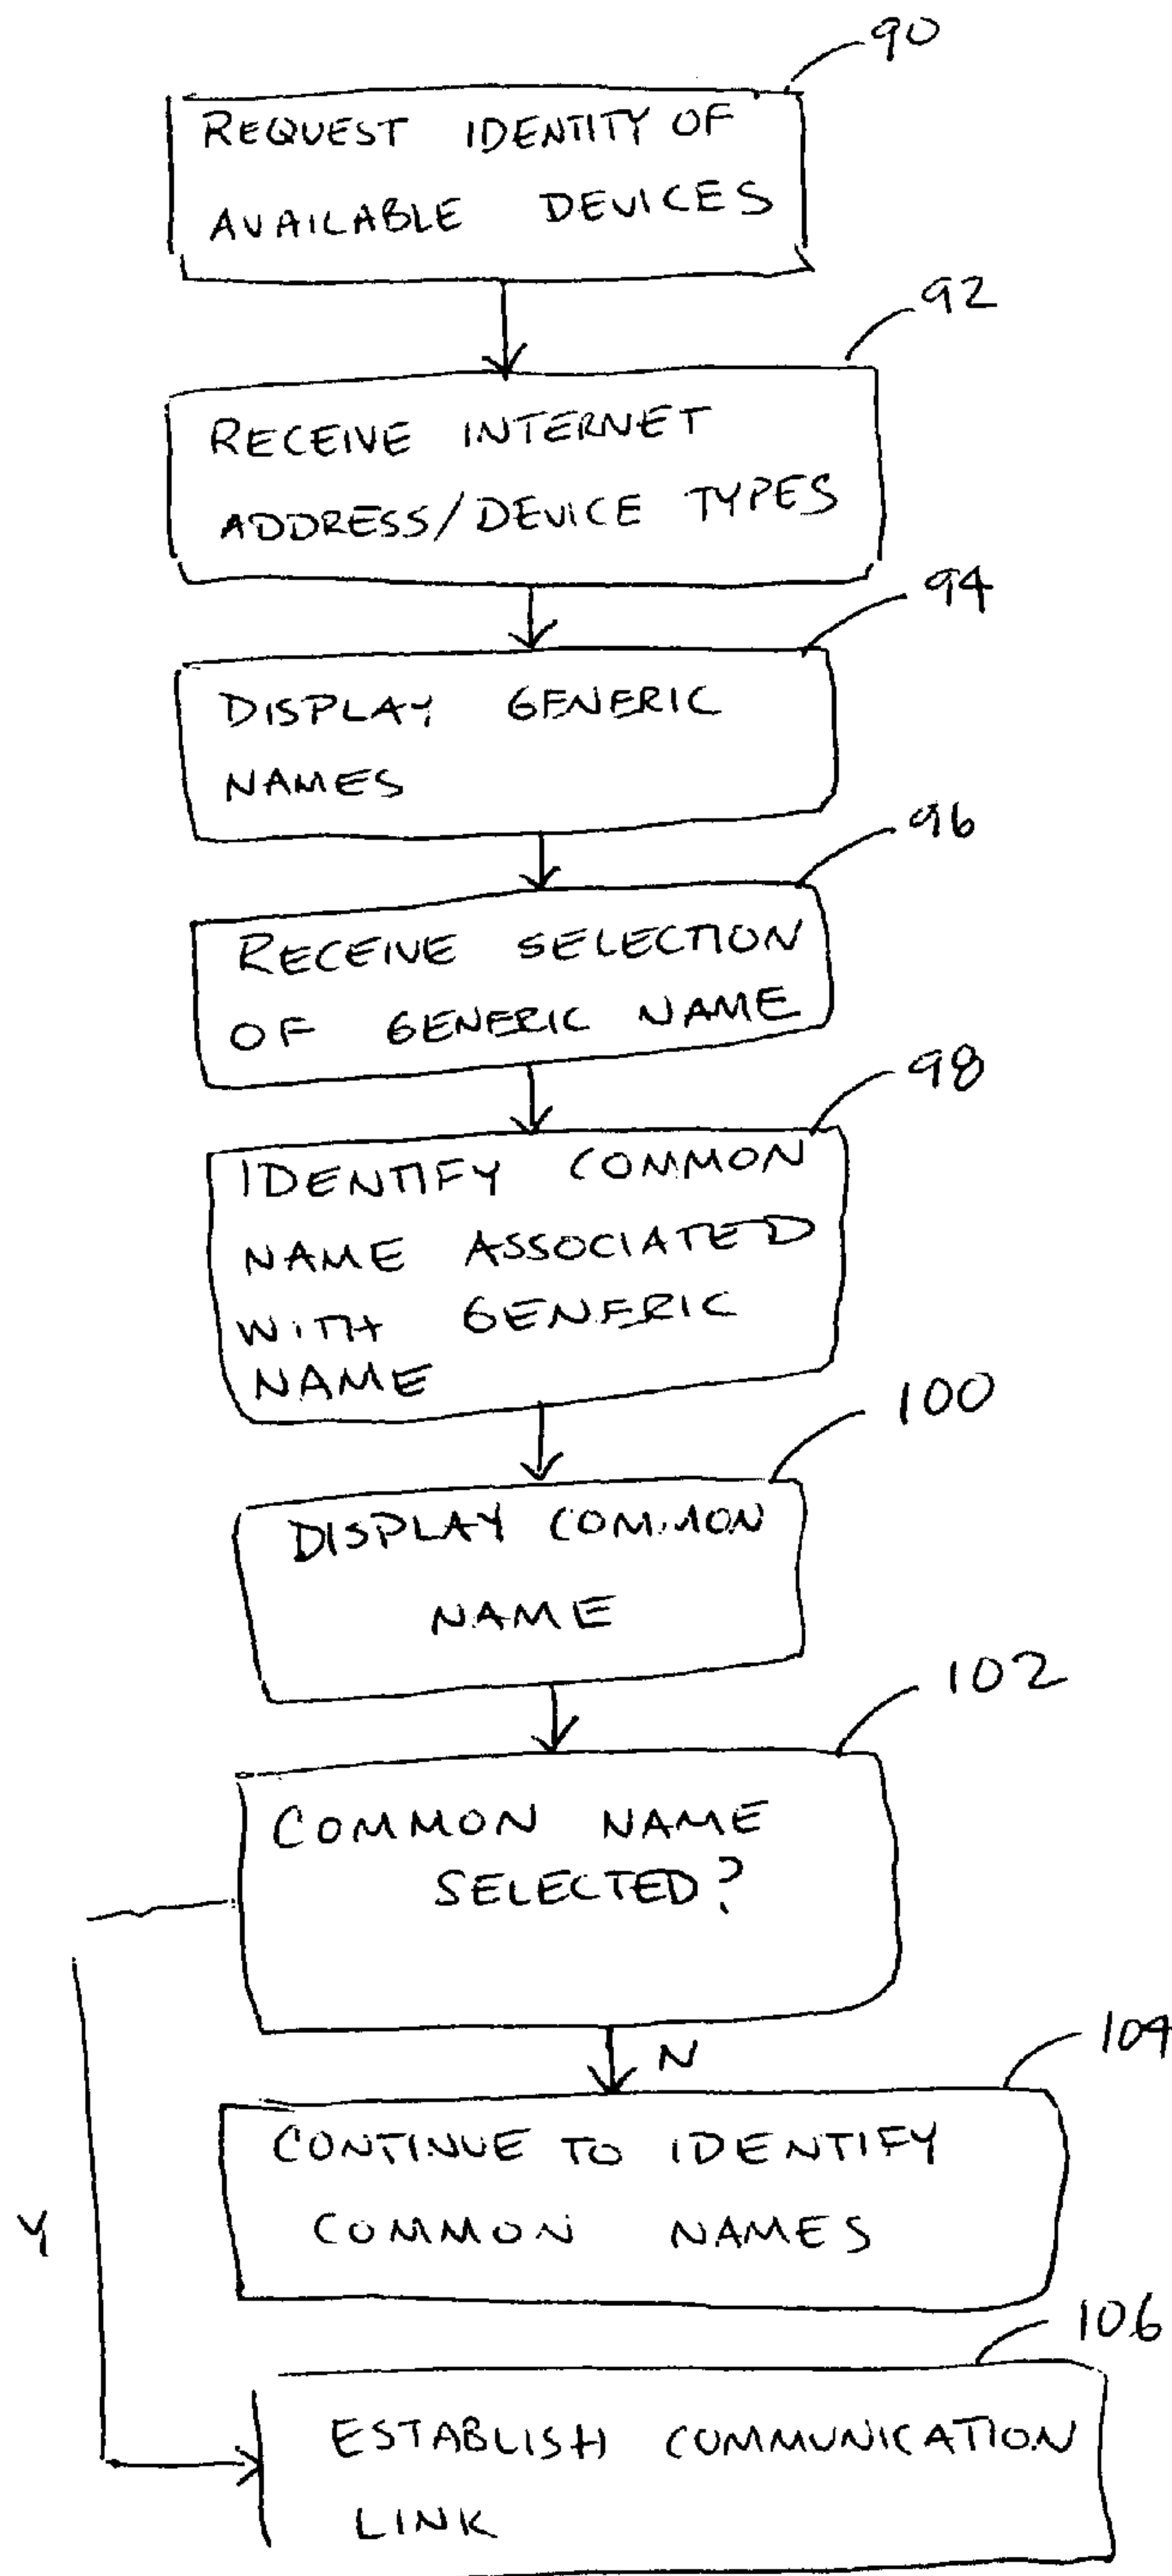 90
REQUEST IDENTITY OF
AVAILABLE DEVICES
92
RECEIVE INTERNET
ADDRESS/DEVICE TYPES
94
DISPLAY GENERIC
NAMES
96
RECEIVE SELECTION
OF GENERIC NAME
98
IDENTIFY COMMON
NAME ASSOCIATED
WITH GENERIC
NAME
100
DISPLAY COMMON
NAME
102
COMMON NAME
SELECTED?
N
104
CONTINUE TO IDENTIFY
COMMON NAMES
Y
106
ESTABLISH COMMUNICATION
LINK